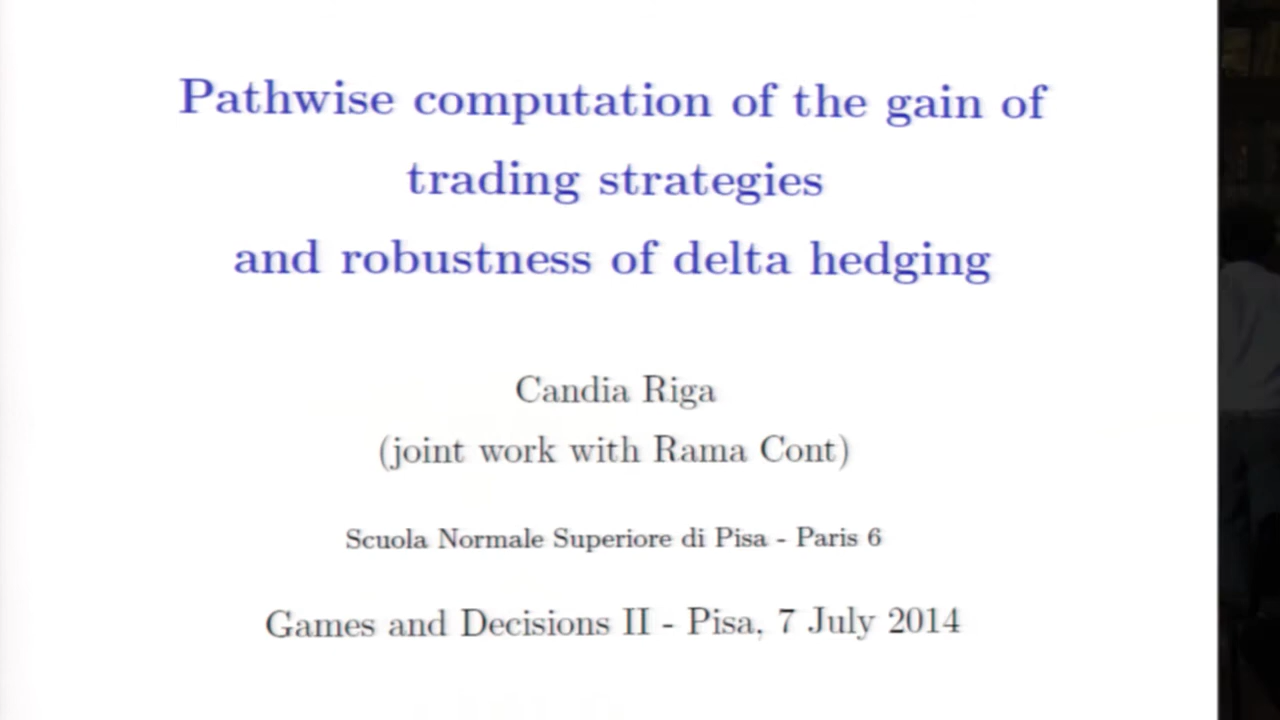 Pathwise computation of the gain of
trading strategies
and robustness of delta hedging
Candia Riga
(joint work with Rama Cont)
Scuola Normale Superiore di Pisa - Paris 6
Games and Decisions II - Pisa, 7 July 2014